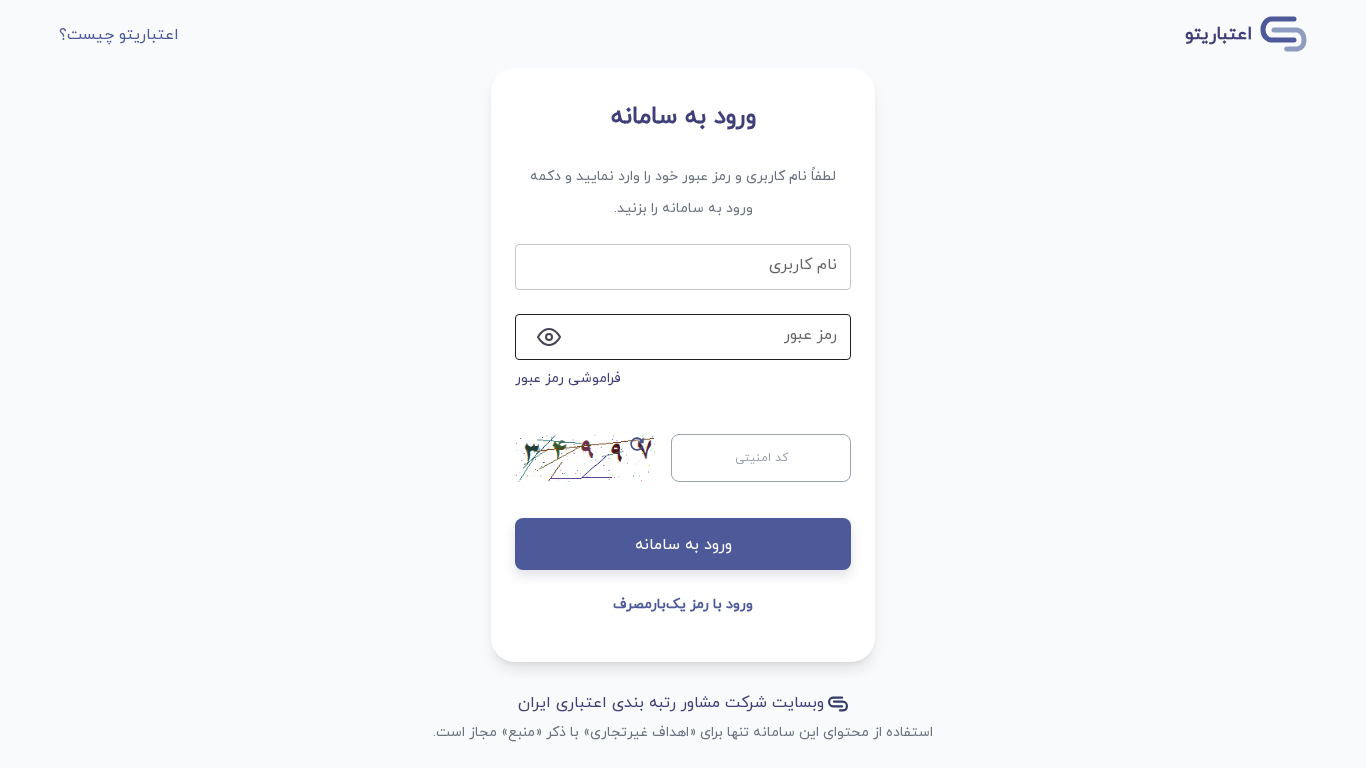 اعتباریتو
اعتباریتو چیست؟
ورود به سامانه
لطفاً نام کاربری و رمز عبور خود را وارد نمایید و دکمه
ورود به سامانه را بزنید.
نام کاربری
رمز عبور
فراموشی رمز عبور
کد امنیتی
۳۴۹۹۷
ورود به سامانه
ورود با رمز یک‌بارمصرف
وبسایت شرکت مشاور رتبه بندی اعتباری ایران
استفاده از محتوای این سامانه تنها برای «اهداف غیرتجاری» با ذکر «منبع» مجاز است.